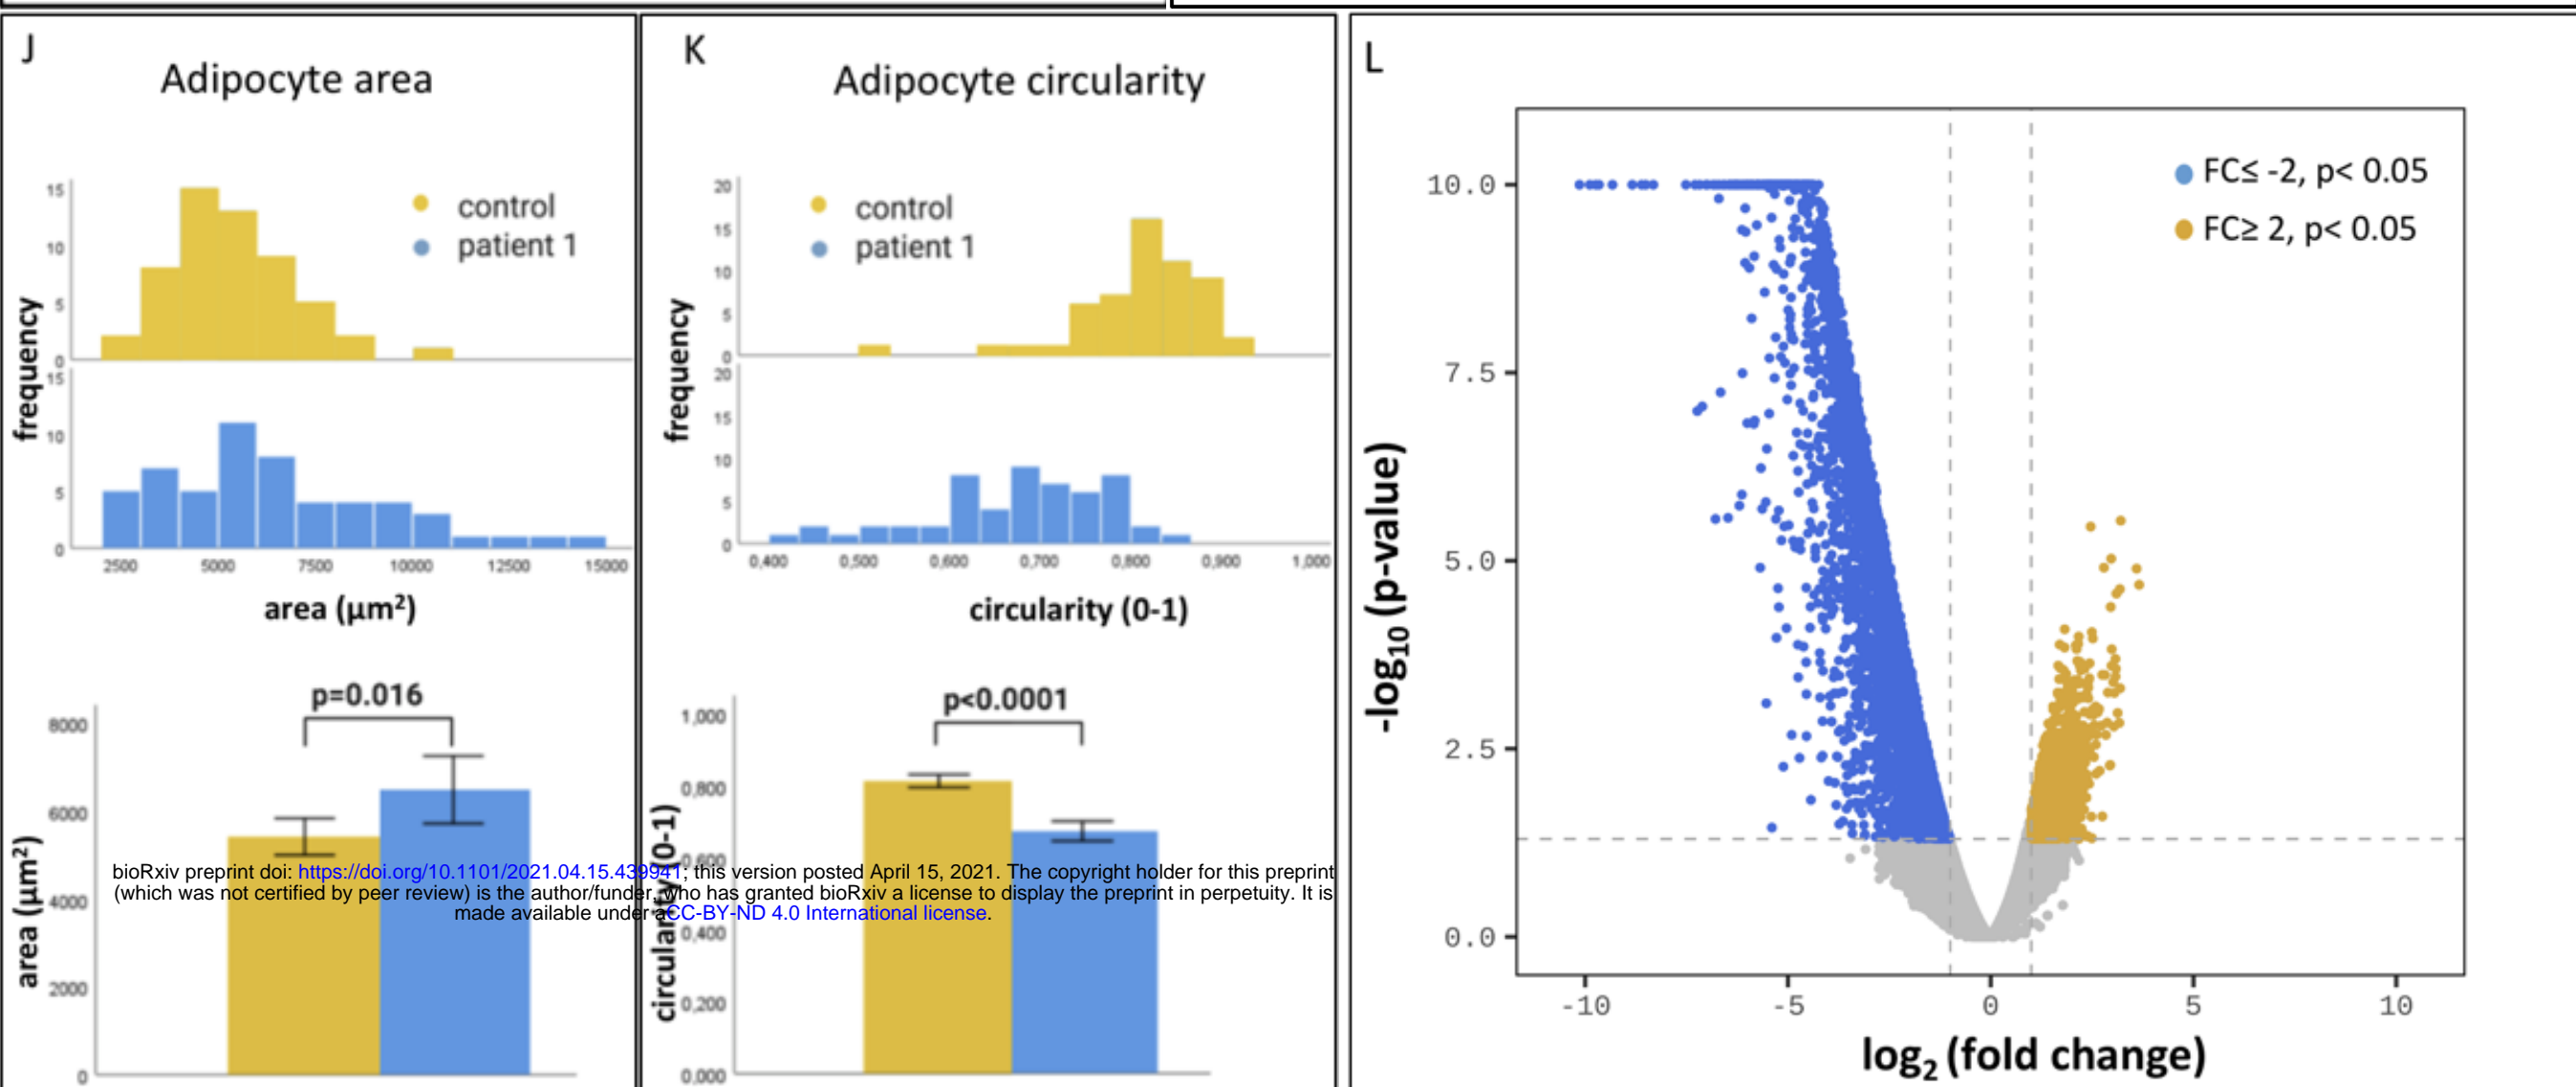 J
Adipocyte area
15
10
5
0
control
patient 1
frequency
15
10
5
0
2500 5000 7500 10000 12500 15000
area (µm²)
p=0.016
8000
6000
4000
2000
0
area (µm²)
K
Adipocyte circularity
20
15
10
5
0
control
patient 1
frequency
20
15
10
5
0
0,400 0,500 0,600 0,700 0,800 0,900 1,000
circularity (0-1)
p<0.0001
1,000
0,800
0,600
0,400
0,200
0,000
circularity (0-1)
bioRxiv preprint doi: https://doi.org/10.1101/2021.04.15.439941; this version posted April 15, 2021. The copyright holder for this preprint
(which was not certified by peer review) is the author/funder, who has granted bioRxiv a license to display the preprint in perpetuity. It is
made available under aCC-BY-ND 4.0 International license.
L
FC≤ -2, p< 0.05
FC≥ 2, p< 0.05
10.0
7.5
5.0
2.5
0.0
-log₁₀ (p-value)
-10 -5 0 5 10
log₂ (fold change)